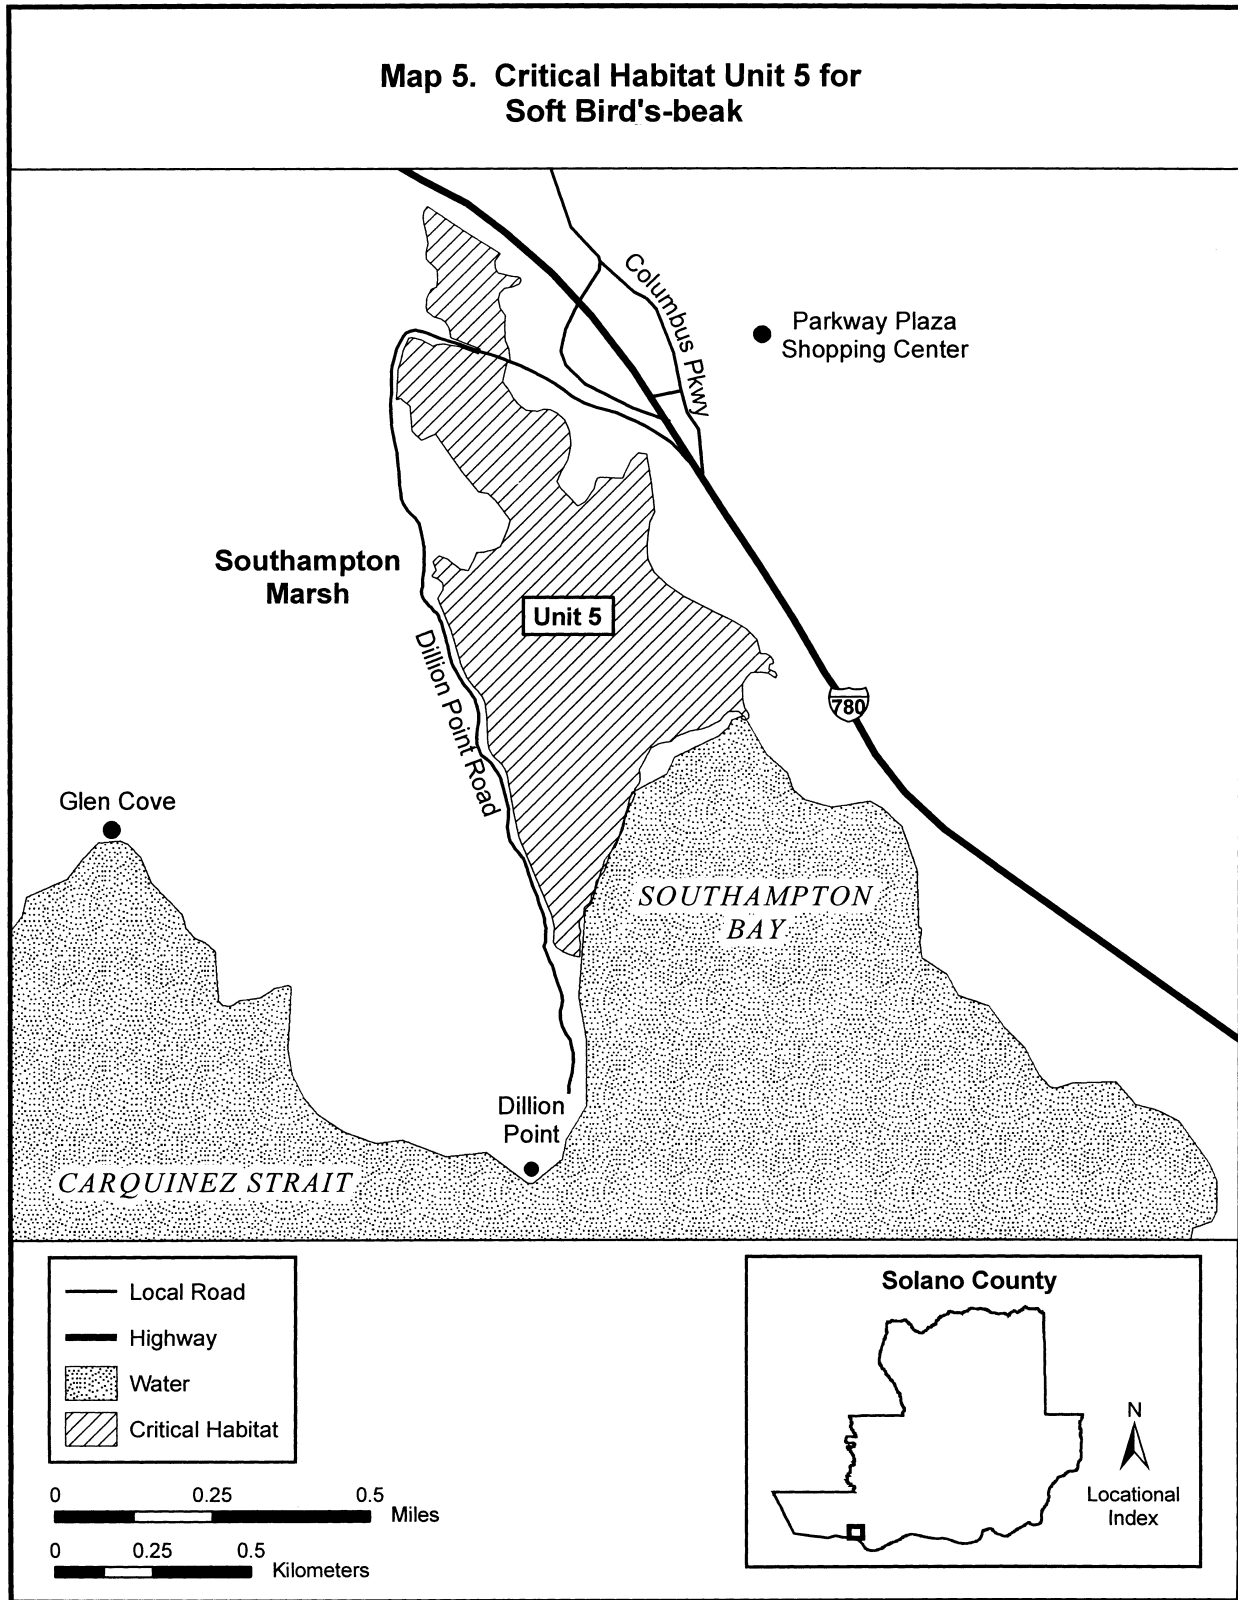 Map 5. Critical Habitat Unit 5 for
Soft Bird's-beak
Columbus Pkwy
Parkway Plaza
Shopping Center
Southampton
Marsh
Unit 5
Dillion Point Road
780
Glen Cove
SOUTHAMPTON
BAY
Dillion
Point
CARQUINEZ STRAIT
Local Road
Highway
Water
Critical Habitat
0 0.25 0.5
Miles
0 0.25 0.5
Kilometers
Solano County
N
Locational
Index